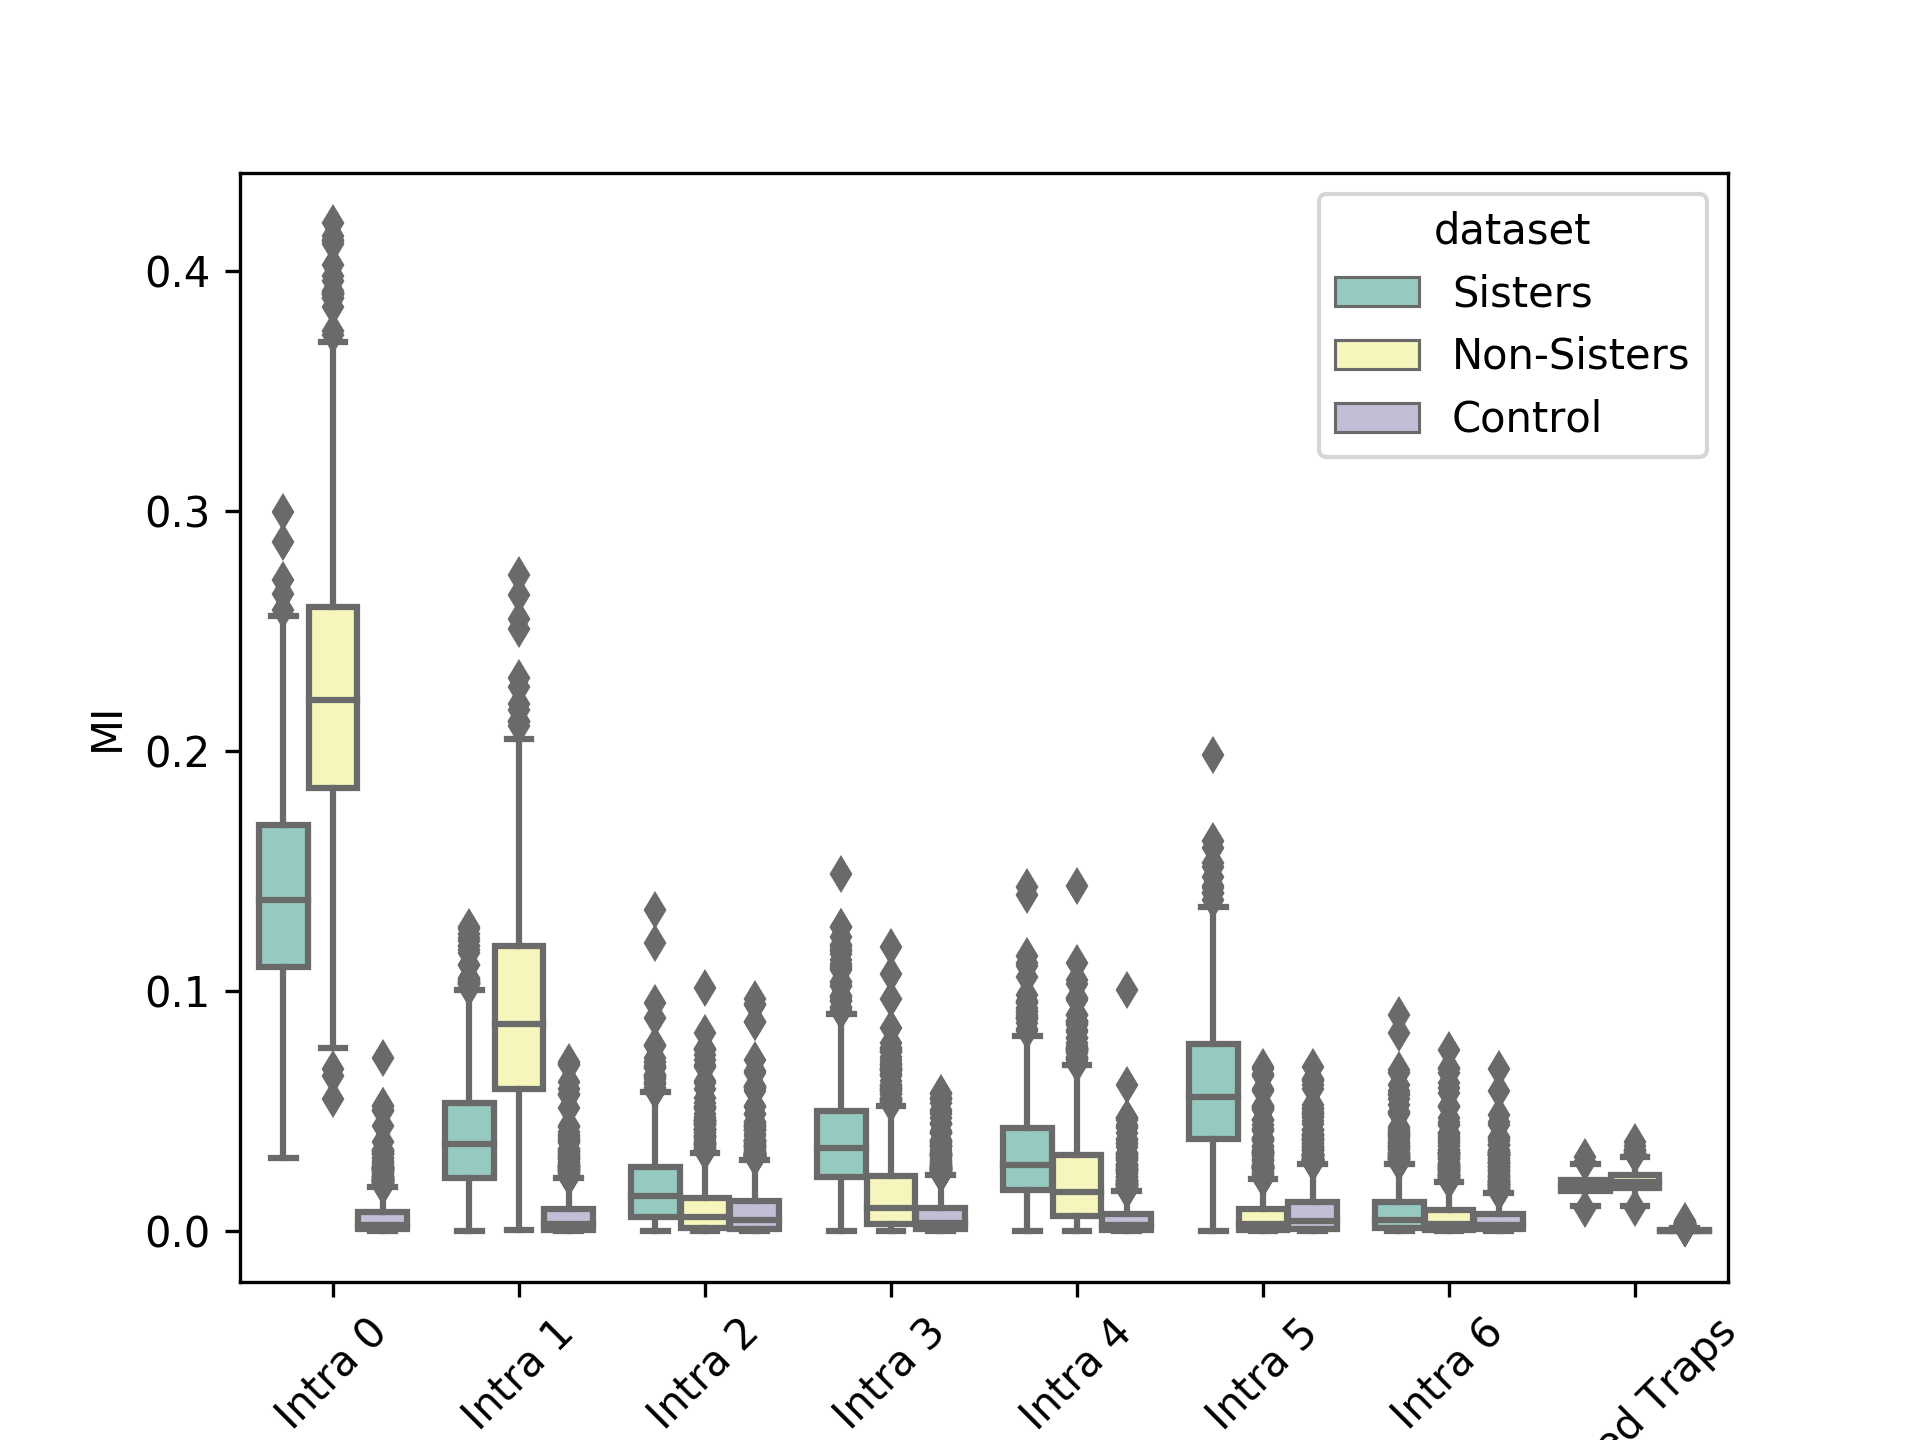 dataset
Sisters
Non-Sisters
Control
MI
0.4
0.3
0.2
0.1
0.0
Intra 0
Intra 1
Intra 2
Intra 3
Intra 4
Intra 5
Intra 6
Traps